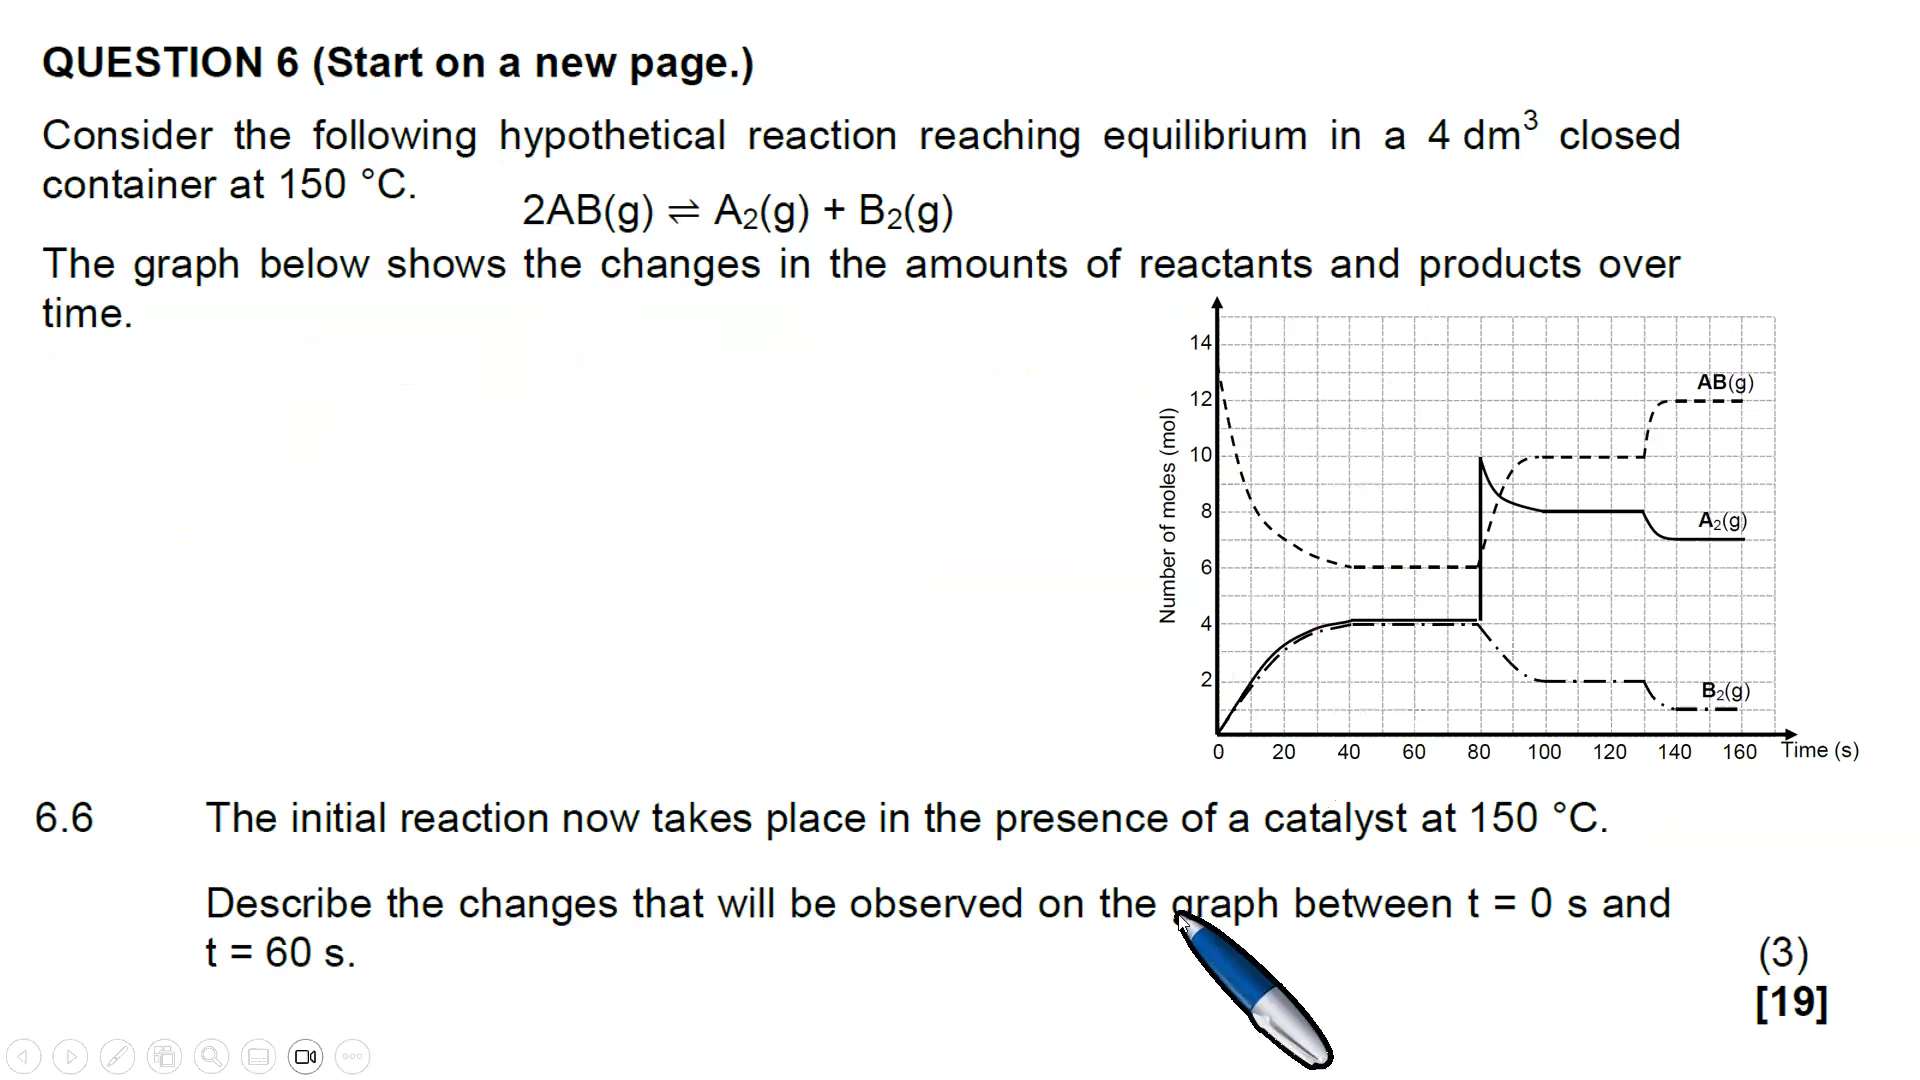 QUESTION 6 (Start on a new page.)
Consider the following hypothetical reaction reaching equilibrium in a 4 dm³ closed
container at 150 °C.
2AB(g) ⇌ A₂(g) + B₂(g)
The graph below shows the changes in the amounts of reactants and products over
time.
Number of moles (mol)
14
12
10
8
6
4
2
AB(g)
A₂(g)
B₂(g)
0 20 40 60 80 100 120 140 160 Time (s)
6.6 The initial reaction now takes place in the presence of a catalyst at 150 °C.
Describe the changes that will be observed on the graph between t = 0 s and
t = 60 s. (3)
[19]